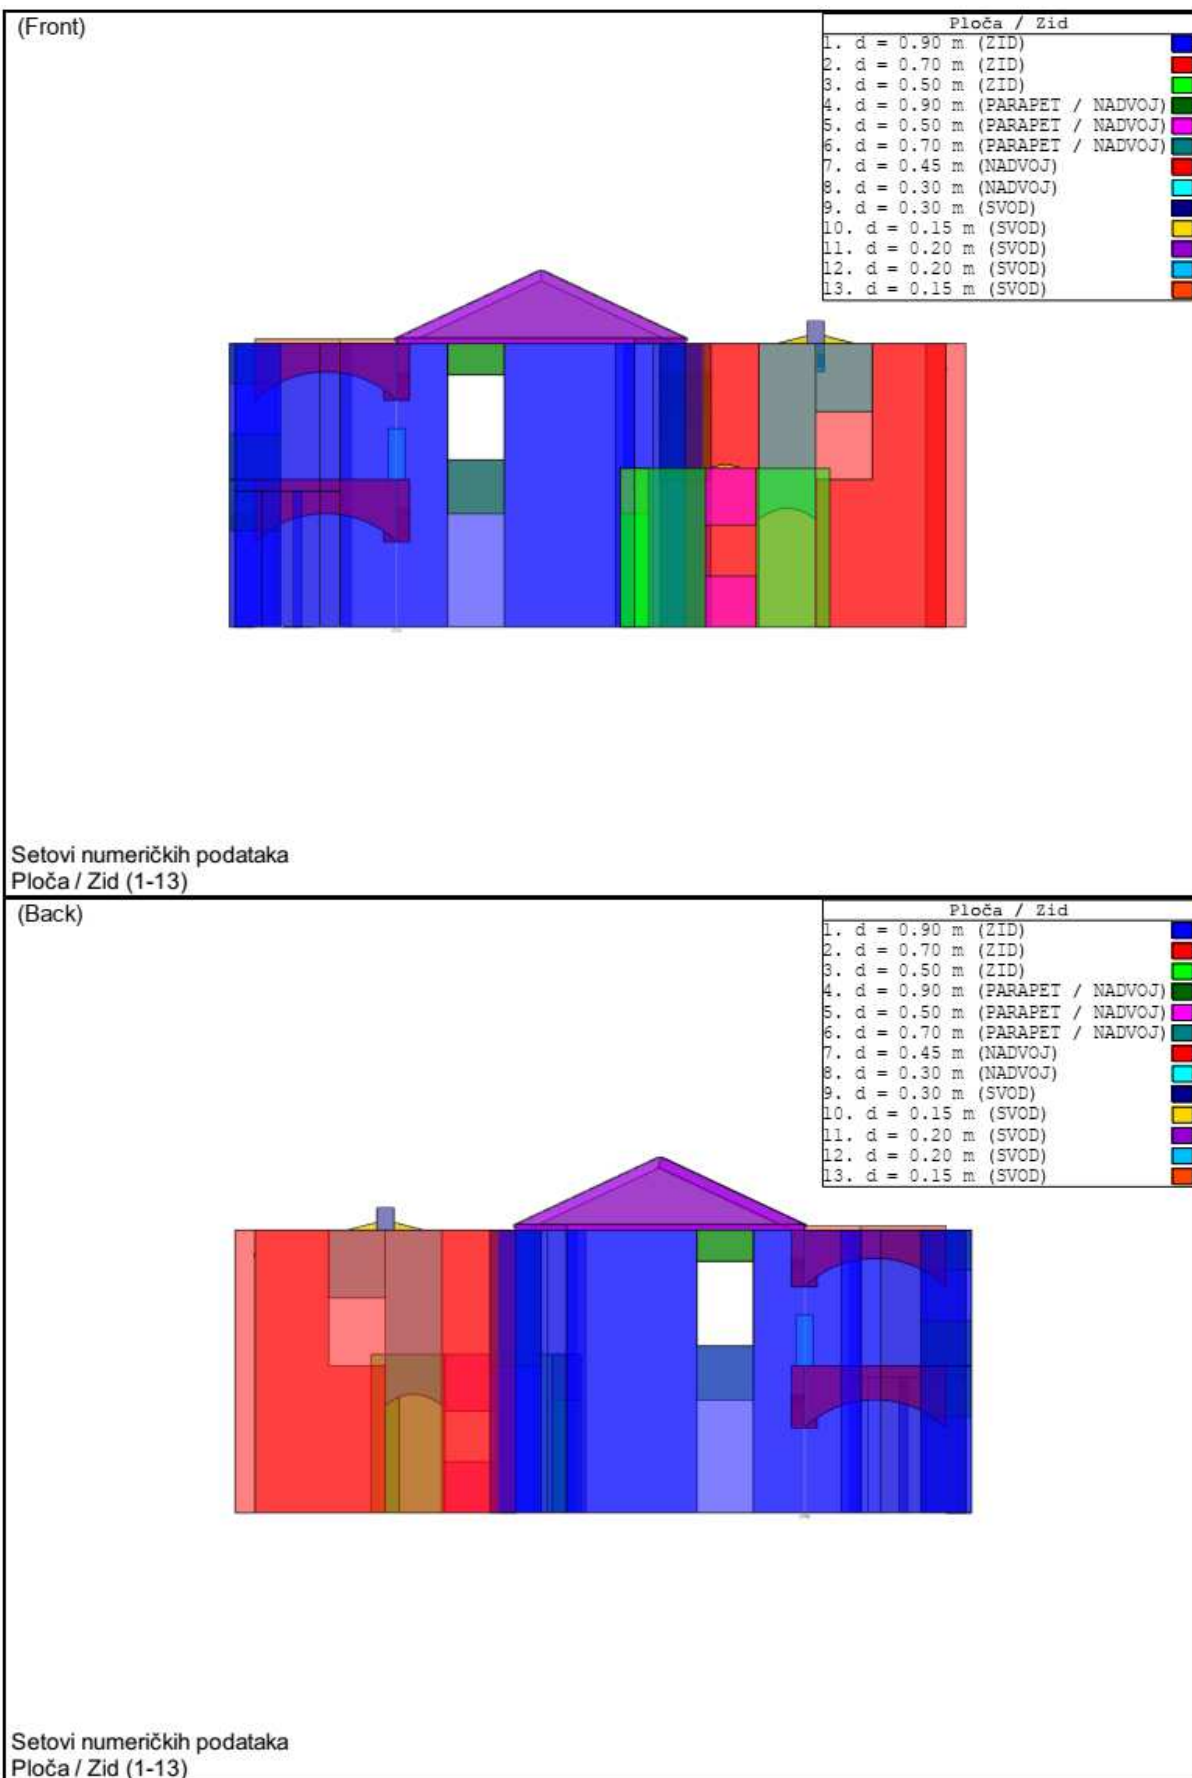 (Front)
Ploča / Zid
1. d = 0.90 m (ZID)
2. d = 0.70 m (ZID)
3. d = 0.50 m (ZID)
4. d = 0.90 m (PARAPET / NADVOJ)
5. d = 0.50 m (PARAPET / NADVOJ)
6. d = 0.70 m (PARAPET / NADVOJ)
7. d = 0.45 m (NADVOJ)
8. d = 0.30 m (NADVOJ)
9. d = 0.30 m (SVOD)
10. d = 0.15 m (SVOD)
11. d = 0.20 m (SVOD)
12. d = 0.20 m (SVOD)
13. d = 0.15 m (SVOD)
Setovi numeričkih podataka
Ploča / Zid (1-13)
(Back)
Ploča / Zid
1. d = 0.90 m (ZID)
2. d = 0.70 m (ZID)
3. d = 0.50 m (ZID)
4. d = 0.90 m (PARAPET / NADVOJ)
5. d = 0.50 m (PARAPET / NADVOJ)
6. d = 0.70 m (PARAPET / NADVOJ)
7. d = 0.45 m (NADVOJ)
8. d = 0.30 m (NADVOJ)
9. d = 0.30 m (SVOD)
10. d = 0.15 m (SVOD)
11. d = 0.20 m (SVOD)
12. d = 0.20 m (SVOD)
13. d = 0.15 m (SVOD)
Setovi numeričkih podataka
Ploča / Zid (1-13)